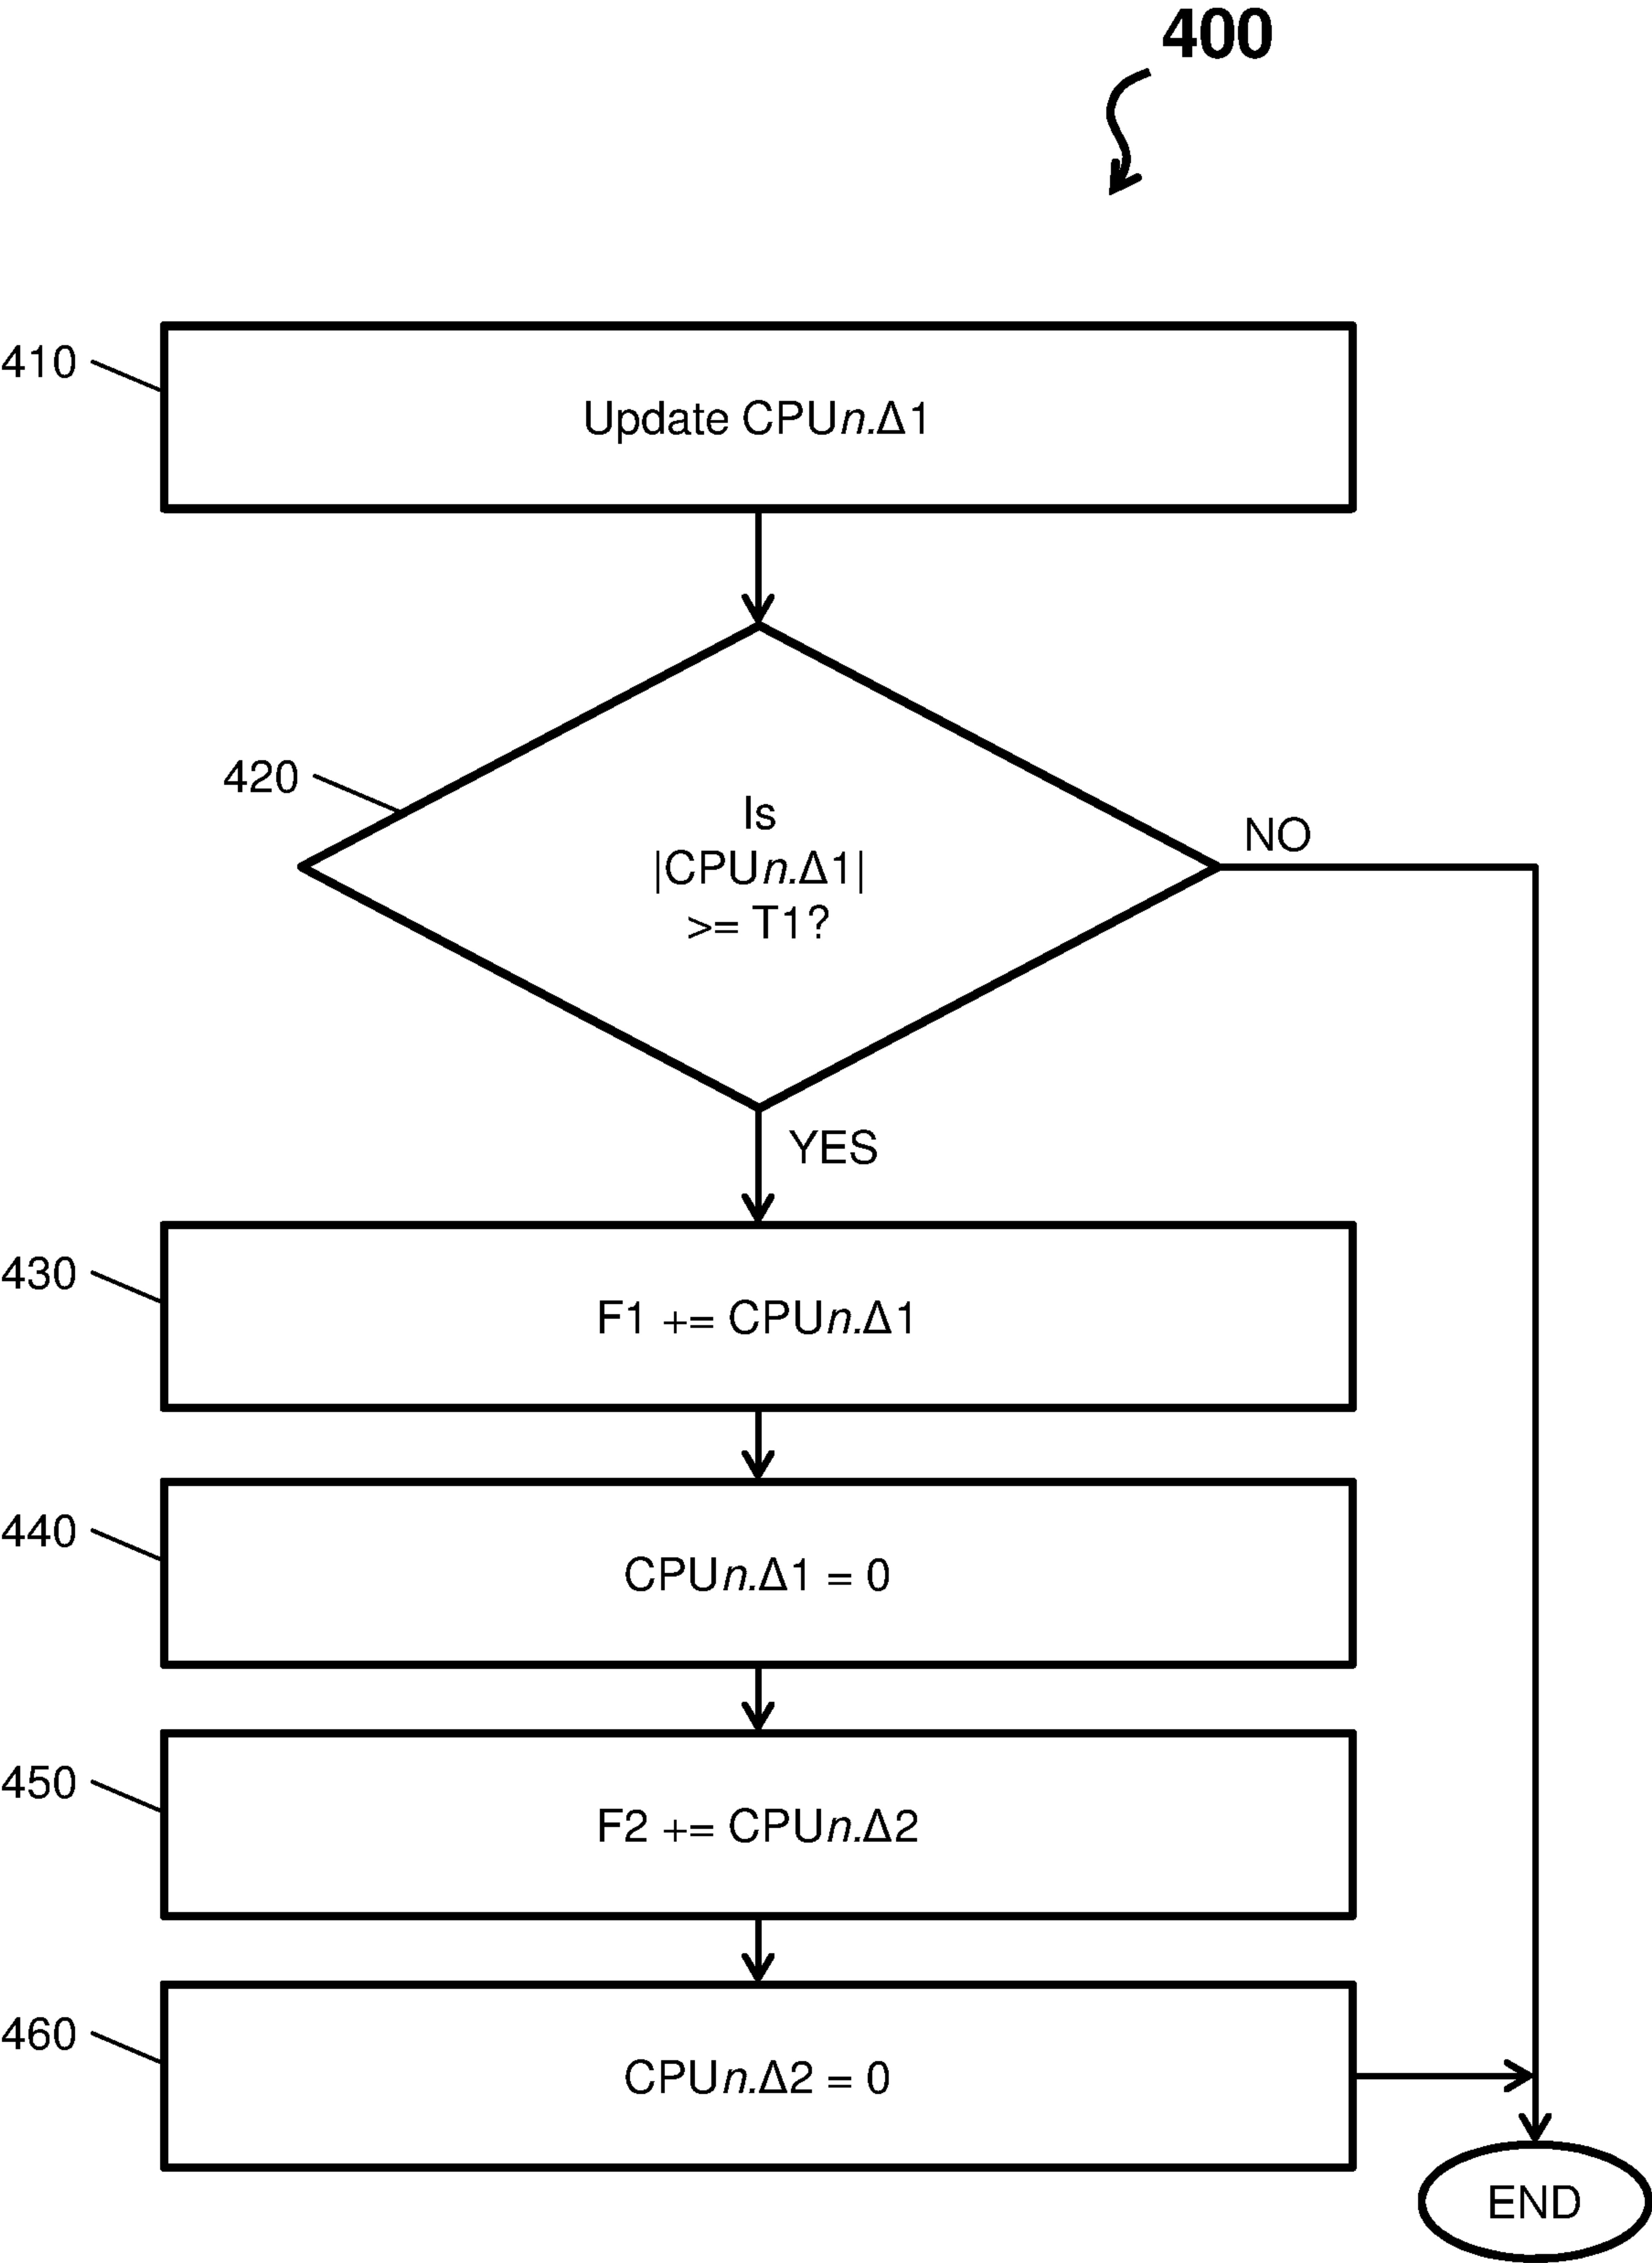 400
410
Update CPUn.Δ1
420
Is
|CPUn.Δ1|
>= T1?
NO
YES
430
F1 += CPUn.Δ1
440
CPUn.Δ1 = 0
450
F2 += CPUn.Δ2
460
CPUn.Δ2 = 0
END